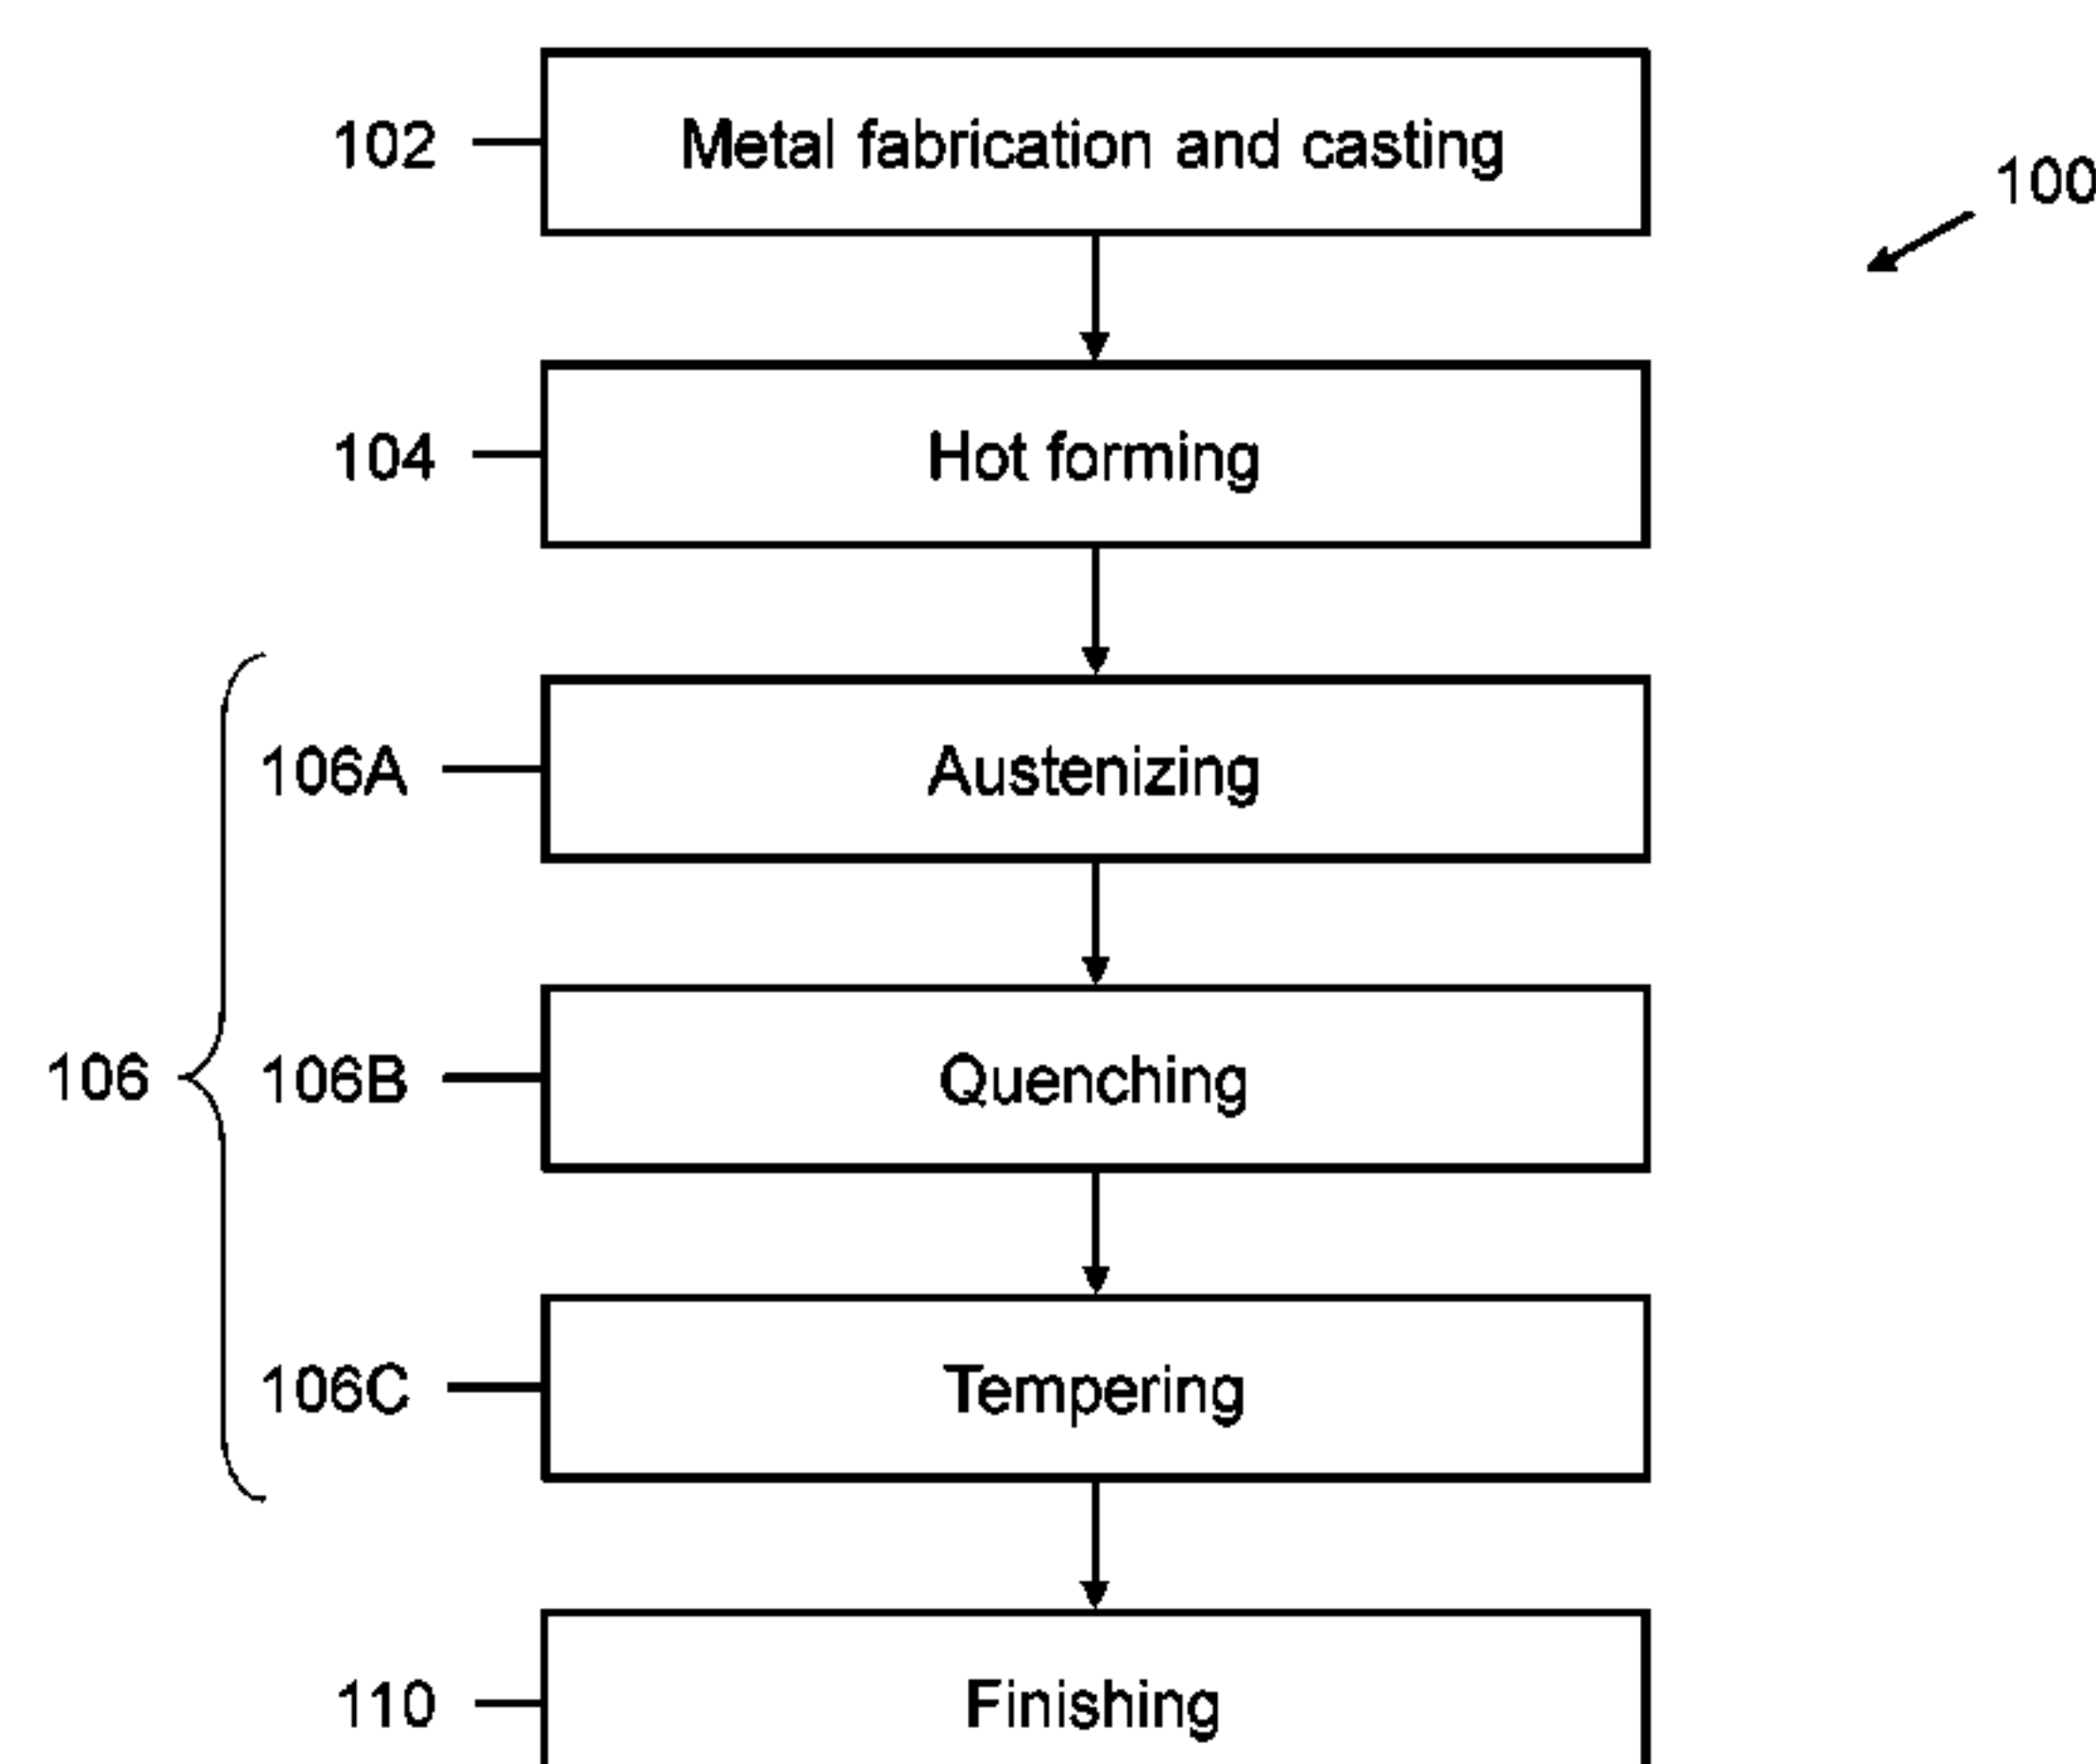 102 Metal fabrication and casting
100
104 Hot forming
106A Austenizing
106 106B Quenching
106C Tempering
110 Finishing